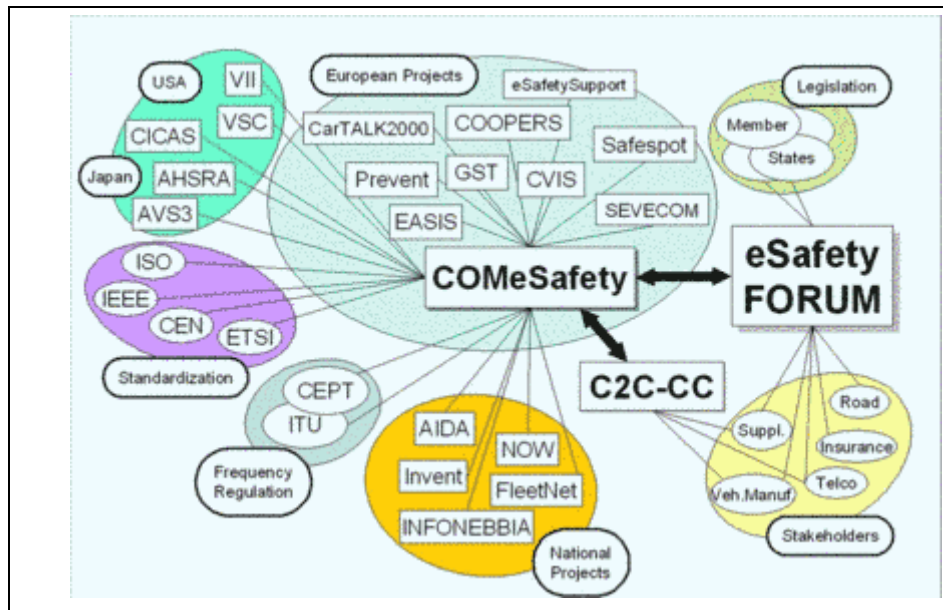 USA
VII
VSC
CICAS
Japan
AHSRA
AVS3
European Projects
eSafetySupport
CarTALK2000
COOPERS
Safespot
Prevent
GST
CVIS
EASIS
SEVECOM
Legislation
Member
States
COMeSafety
eSafety
FORUM
C2C-CC
ISO
IEEE
CEN
ETSI
Standardization
CEPT
ITU
Frequency
Regulation
AIDA
NOW
Invent
FleetNet
INFONEBBIA
National
Projects
Road
Suppl.
Insurance
Telco
Veh.Manuf.
Stakeholders